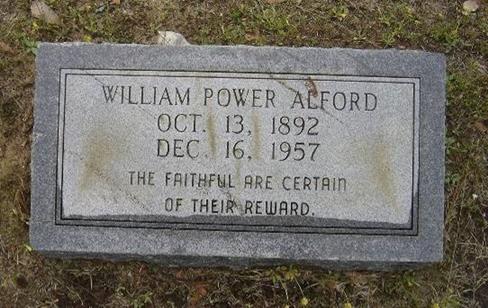 WILLIAM POWER ALFORD
OCT. 13, 1892
DEC. 16, 1957
THE FAITHFUL ARE CERTAIN
OF THEIR REWARD.